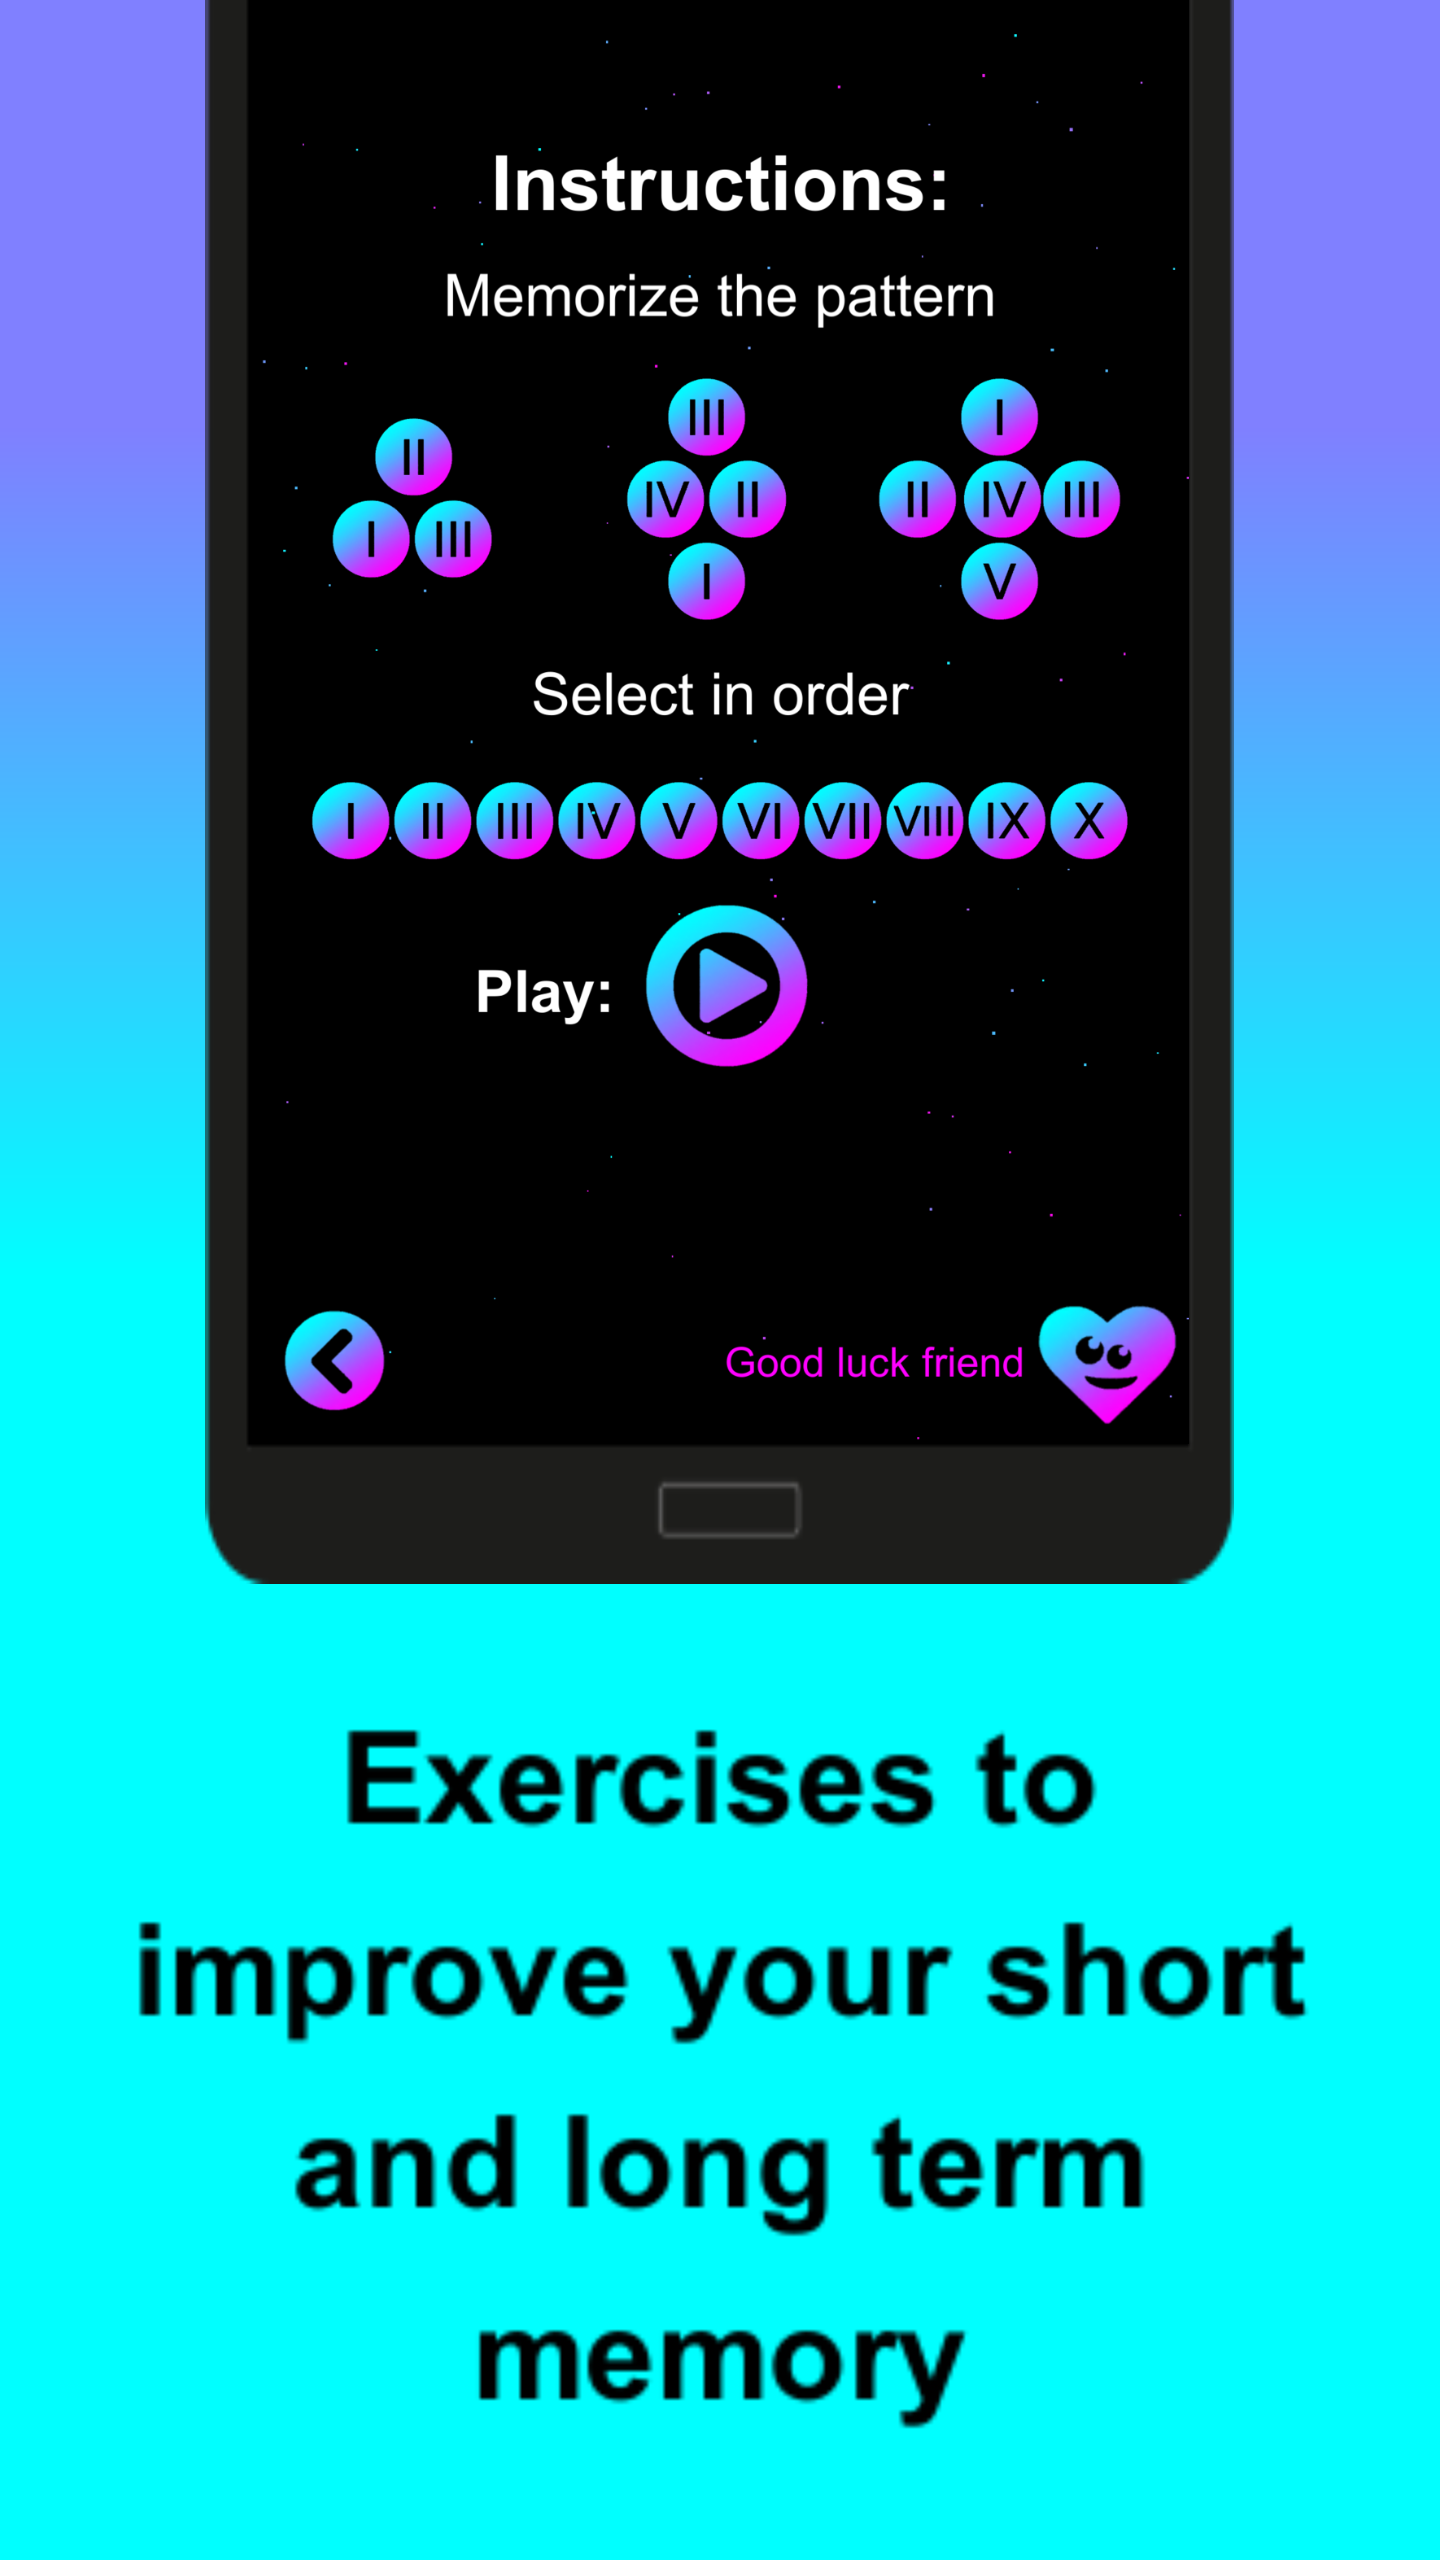 Instructions:
Memorize the pattern
II
I III
III
IV II
I
I
II IV III
V
Select in order
I II III IV V VI VII VIII IX X
Play:
Good luck friend
Exercises to
improve your short
and long term
memory